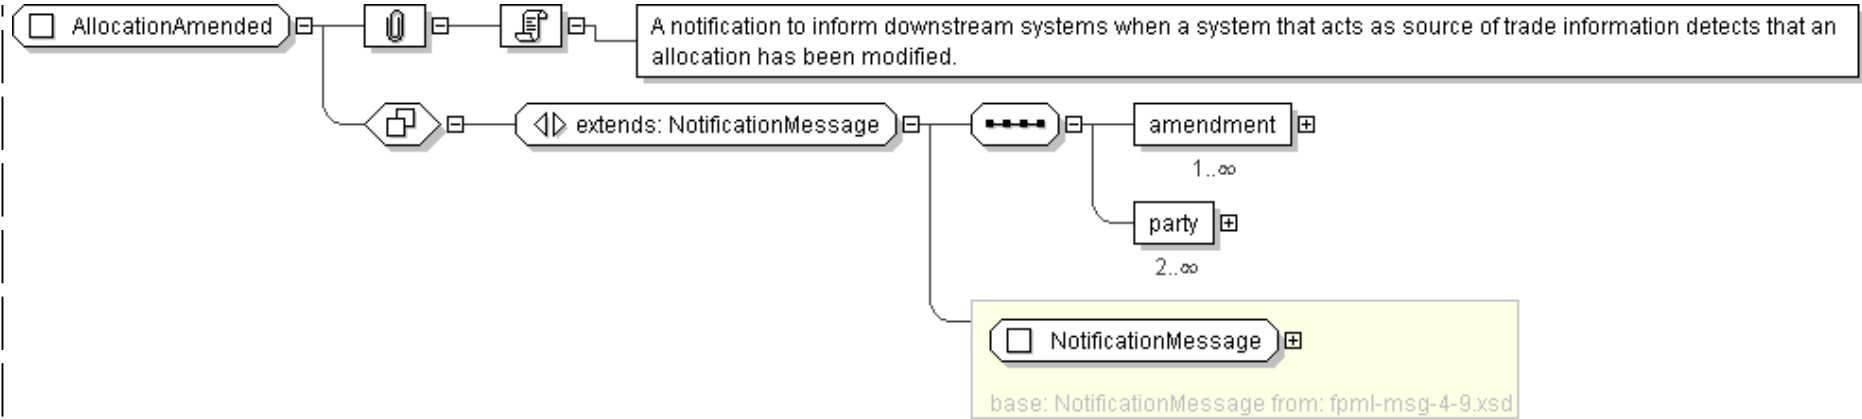 AllocationAmended
A notification to inform downstream systems when a system that acts as source of trade information detects that an
allocation has been modified.
extends: NotificationMessage
amendment
1..∞
party
2..∞
NotificationMessage
base: NotificationMessage from: fpml-msg-4-9.xsd